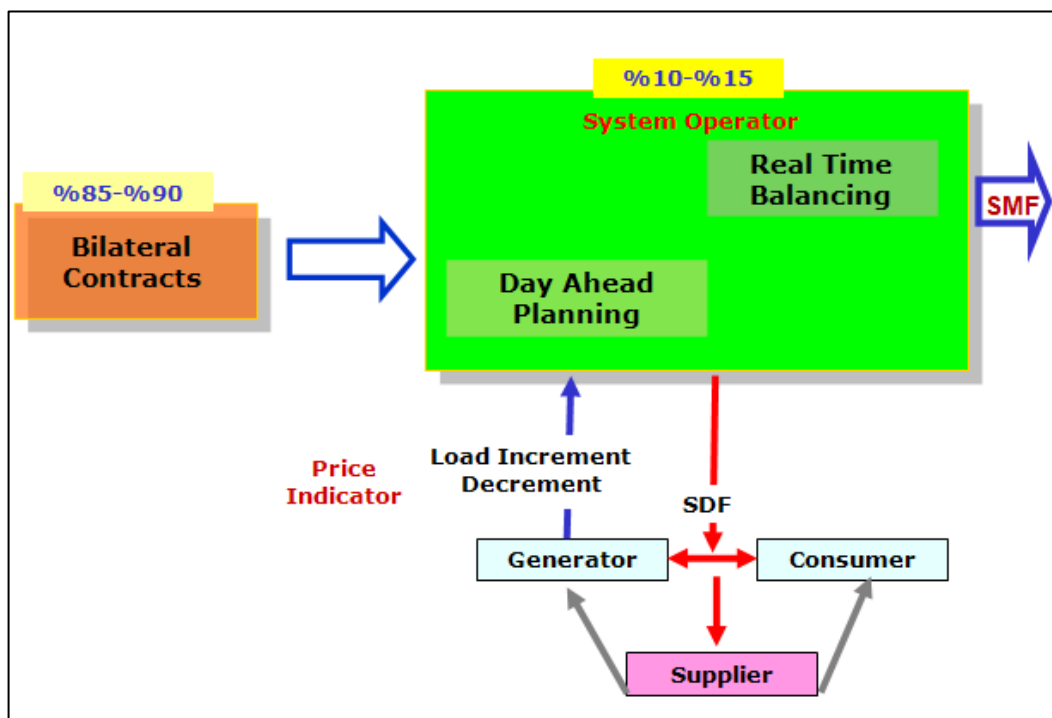 %10-%15
System Operator
Real Time
Balancing
SMF
%85-%90
Bilateral
Contracts
Day Ahead
Planning
Load Increment
Decrement
Price
Indicator
SDF
Generator
Consumer
Supplier